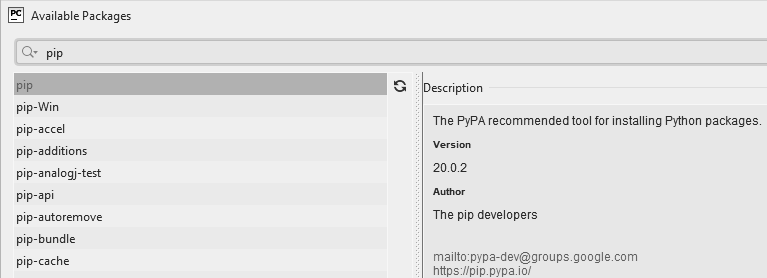 PC Available Packages
pip
pip
pip-Win
pip-accel
pip-additions
pip-analogj-test
pip-api
pip-autoremove
pip-bundle
pip-cache
Description
The PyPA recommended tool for installing Python packages.
Version
20.0.2
Author
The pip developers
mailto:pypa-dev@groups.google.com
https://pip.pypa.io/